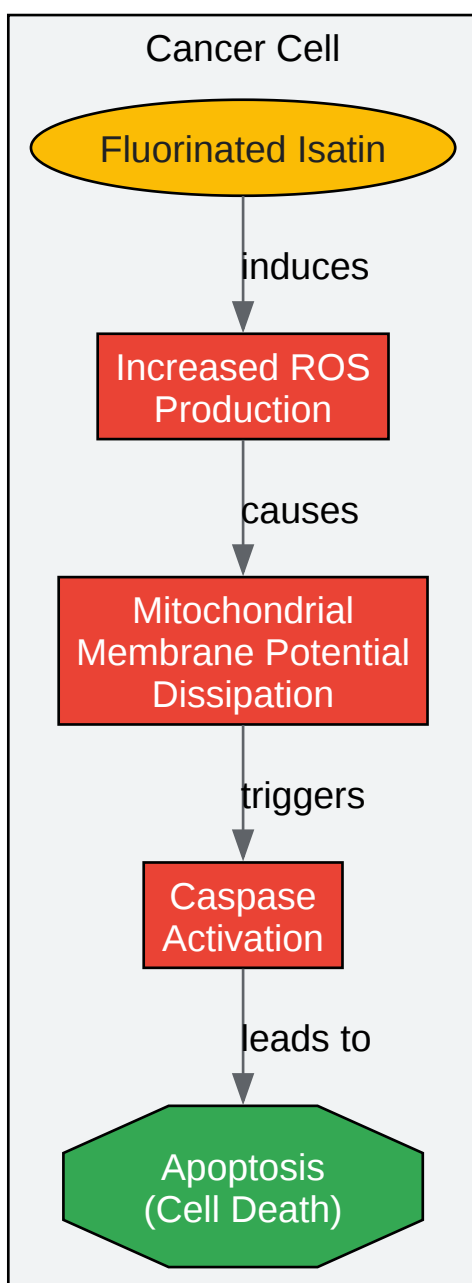 Cancer Cell
Fluorinated Isatin
induces
Increased ROS
Production
causes
Mitochondrial
Membrane Potential
Dissipation
triggers
Caspase
Activation
leads to
Apoptosis
(Cell Death)